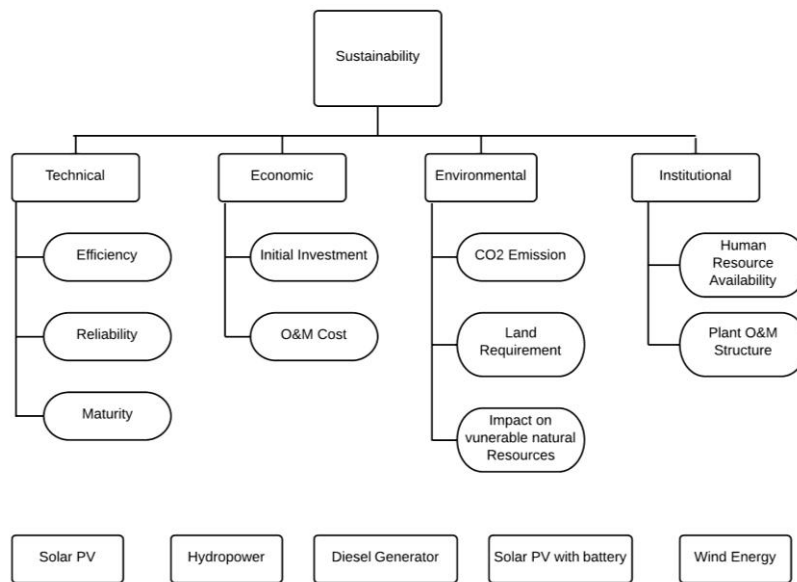 Sustainability
Technical
Economic
Environmental
Institutional
Efficiency
Initial Investment
CO2 Emission
Human
Resource
Availability
Reliability
O&M Cost
Land
Requirement
Plant O&M
Structure
Maturity
Impact on
vunerable natural
Resources
Solar PV
Hydropower
Diesel Generator
Solar PV with battery
Wind Energy